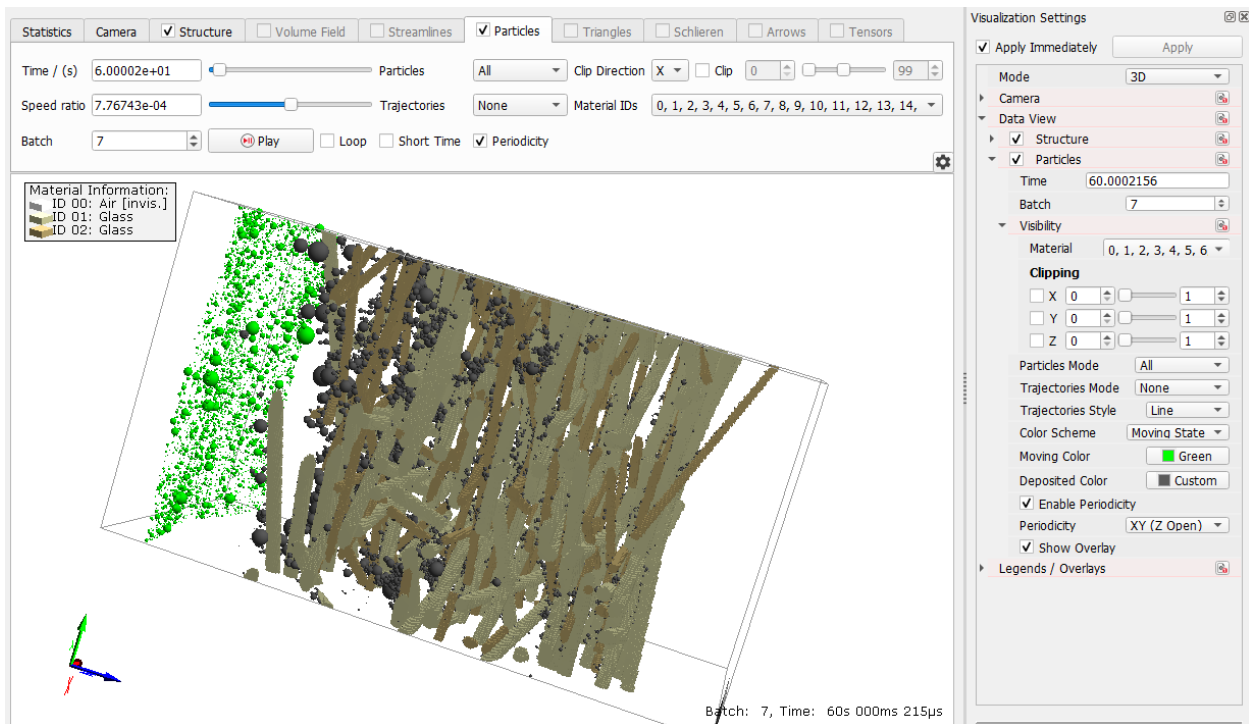 Statistics Camera Structure Volume Field Streamlines Particles Triangles Schlieren Arrows Tensors
Time / (s) 6.00002e+01 Particles All Clip Direction X Clip 0 99
Speed ratio 7.76743e-04 Trajectories None Material IDs 0, 1, 2, 3, 4, 5, 6, 7, 8, 9, 10, 11, 12, 13, 14,
Batch 7 Play Loop Short Time Periodicity
Material Information:
ID 00: Air [invis.]
ID 01: Glass
ID 02: Glass
Batch: 7, Time: 60s 000ms 215µs
Visualization Settings
Apply Immediately Apply
Mode 3D
Camera
Data View
Structure
Particles
Time 60.0002156
Batch 7
Visibility
Material 0, 1, 2, 3, 4, 5, 6
Clipping
X 0 1
Y 0 1
Z 0 1
Particles Mode All
Trajectories Mode None
Trajectories Style Line
Color Scheme Moving State
Moving Color Green
Deposited Color Custom
Enable Periodicity
Periodicity XY (Z Open)
Show Overlay
Legends / Overlays